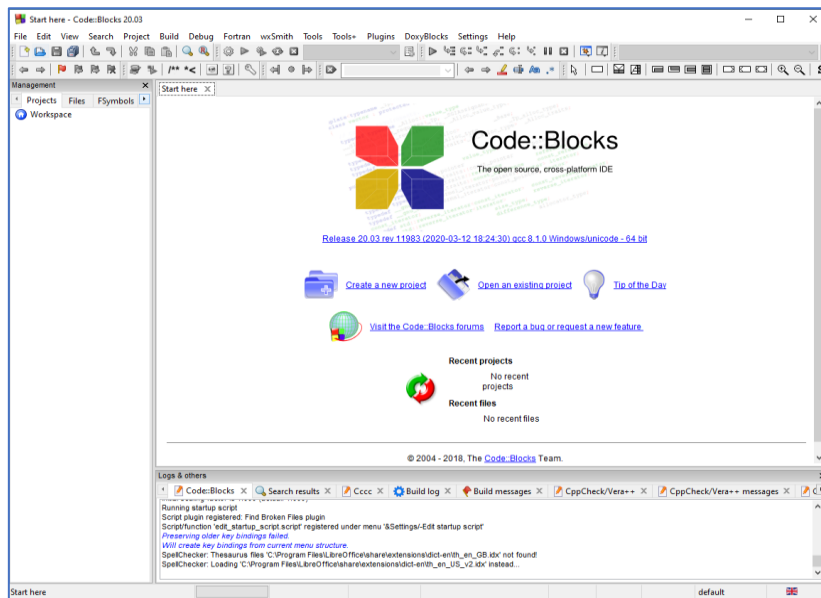 Start here - Code::Blocks 20.03
File Edit View Search Project Build Debug Fortran wxSmith Tools Tools+ Plugins DoxyBlocks Settings Help
Management
Projects Files FSymbols
Workspace
Start here
Code::Blocks
The open source, cross-platform IDE
Release 20.03 rev 11983 (2020-03-12 18:24:30) gcc 8.1.0 Windows/unicode - 64 bit
Create a new project Open an existing project Tip of the Day
Visit the Code::Blocks forums Report a bug or request a new feature
Recent projects
No recent
projects
Recent files
No recent files
© 2004 - 2018, The Code::Blocks Team.
Logs & others
Code::Blocks Search results Cccc Build log Build messages CppCheck/Vera++ CppCheck/Vera++ messages
Running startup script
Script plugin registered: Find Broken Files plugin
Script/function 'edit_startup_script.script' registered under menu '&Settings/-Edit startup script'
Preserving older key bindings failed.
Will create key bindings from current menu structure.
SpellChecker: Thesaurus files 'C:\Program Files\LibreOffice\share\extensions\dict-en\th_en_GB.idx' not found!
SpellChecker: Loading 'C:\Program Files\LibreOffice\share\extensions\dict-en\th_en_US_v2.idx' instead...
Start here default